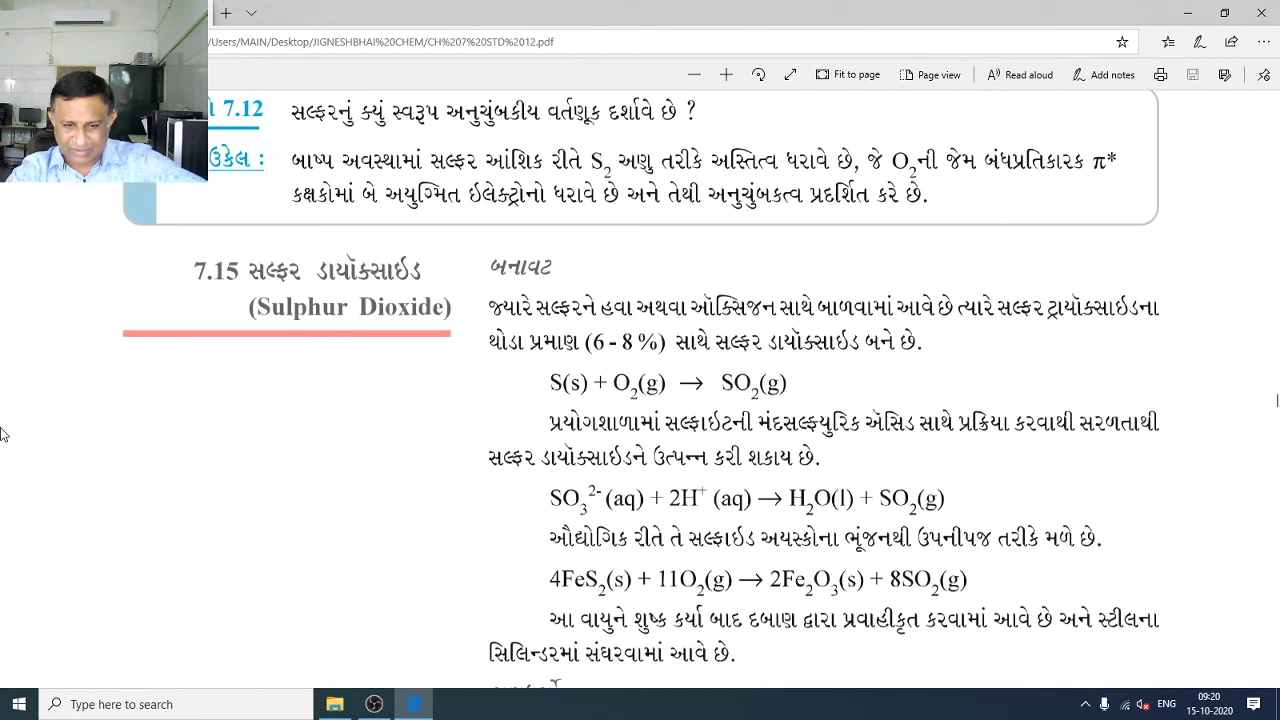 /Users/MAIN/Desktop/JIGNESHBHAI%20CHEM/CH%207%20STD%2012.pdf
Fit to page
Page view
Read aloud
Add notes
7.12 સલ્ફરનું ક્યું સ્વરૂપ અનુચુંબકીય વર્તણૂક દર્શાવે છે ?
ઉકેલ : બાષ્પ અવસ્થામાં સલ્ફર આંશિક રીતે S₂ અણુ તરીકે અસ્તિત્વ ધરાવે છે, જે O₂ની જેમ બંધપ્રતિકારક π*
કક્ષકોમાં બે અયુગ્મિત ઇલેક્ટ્રોનો ધરાવે છે અને તેથી અનુચુંબકત્વ પ્રદર્શિત કરે છે.
7.15 સલ્ફર ડાયૉક્સાઇડ
(Sulphur Dioxide)
બનાવટ
જ્યારે સલ્ફરને હવા અથવા ઑક્સિજન સાથે બાળવામાં આવે છે ત્યારે સલ્ફર ટ્રાયૉક્સાઇડના
થોડા પ્રમાણ (6 - 8 %) સાથે સલ્ફર ડાયૉક્સાઇડ બને છે.
S(s) + O₂(g) → SO₂(g)
પ્રયોગશાળામાં સલ્ફાઇટની મંદસલ્ફ્યુરિક ઍસિડ સાથે પ્રક્રિયા કરવાથી સરળતાથી
સલ્ફર ડાયૉક્સાઇડને ઉત્પન્ન કરી શકાય છે.
SO₃²⁻ (aq) + 2H⁺ (aq) → H₂O(l) + SO₂(g)
ઔદ્યોગિક રીતે તે સલ્ફાઇડ અયસ્કોના ભૂંજનથી ઉપનીપજ તરીકે મળે છે.
4FeS₂(s) + 11O₂(g) → 2Fe₂O₃(s) + 8SO₂(g)
આ વાયુને શુષ્ક કર્યા બાદ દબાણ દ્વારા પ્રવાહીકૃત કરવામાં આવે છે અને સ્ટીલના
સિલિન્ડરમાં સંઘરવામાં આવે છે.
Type here to search
ENG
09:20
15-10-2020